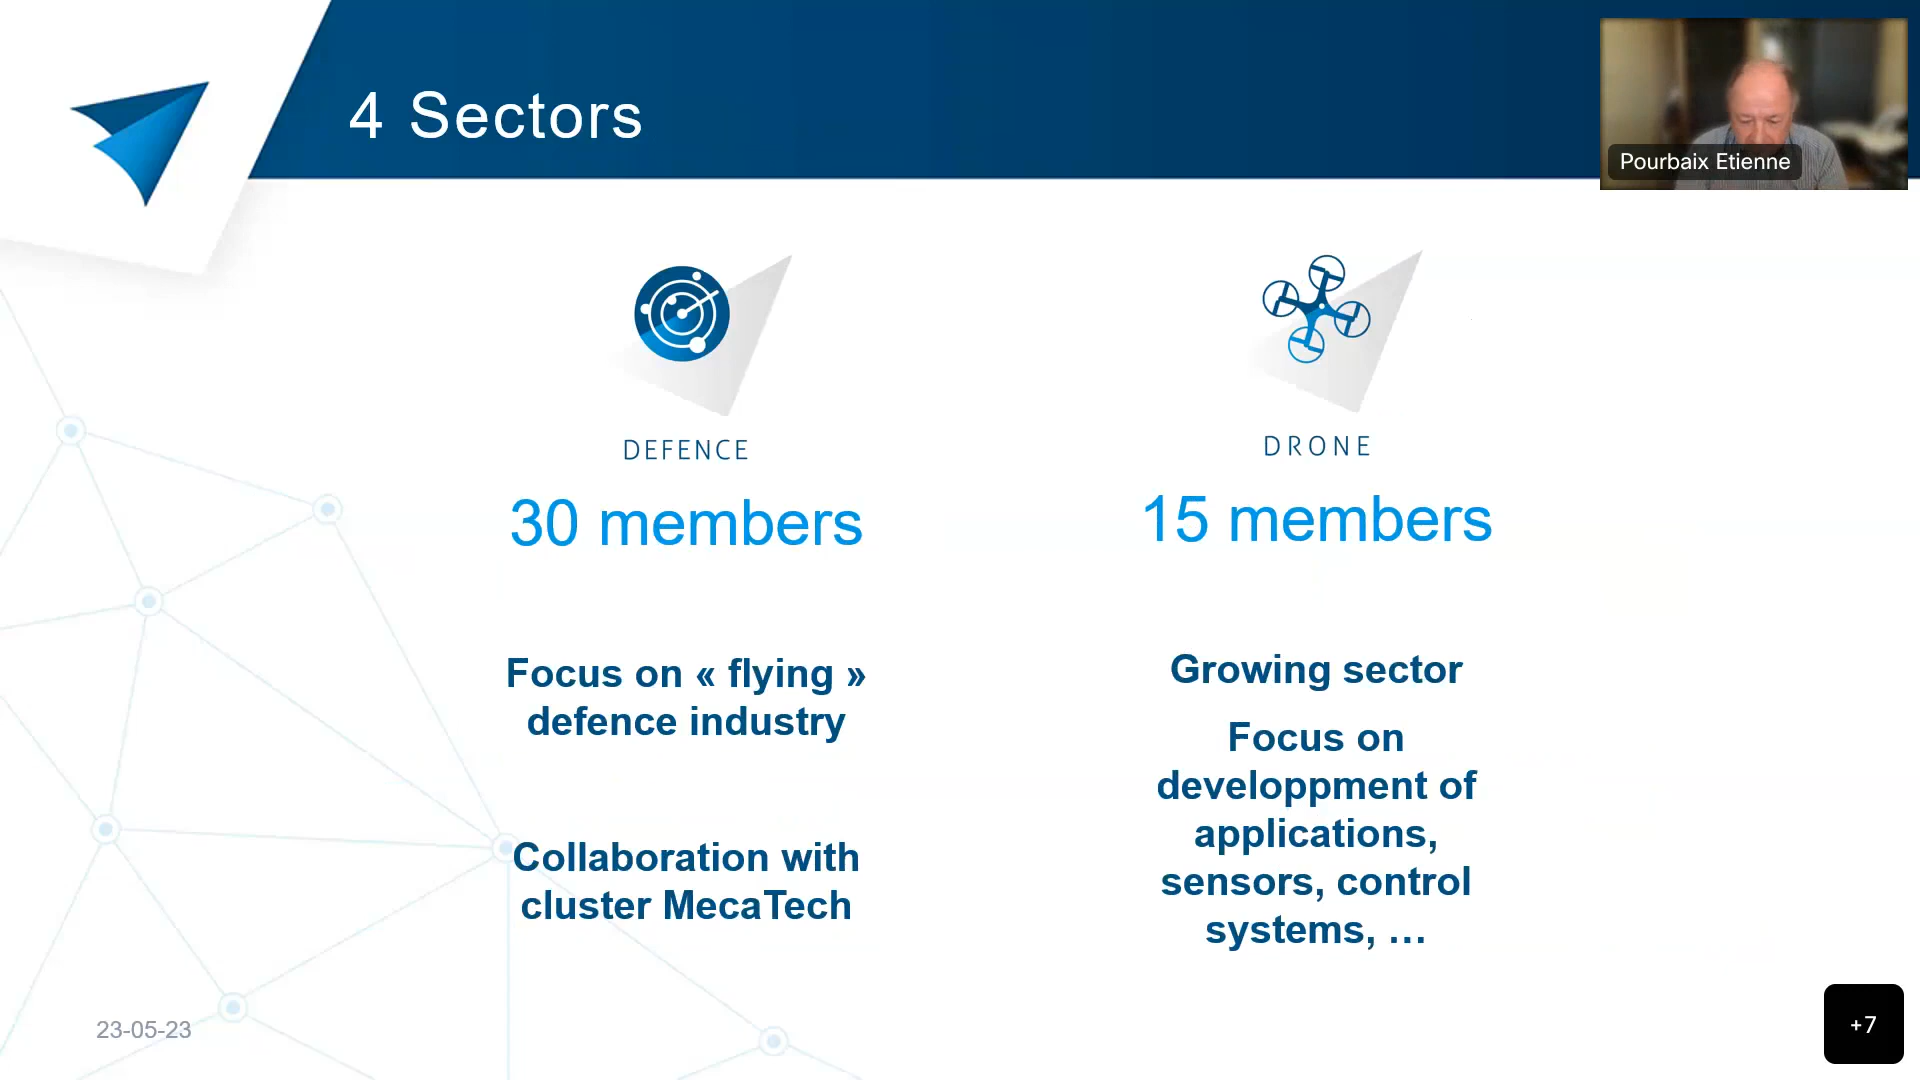 4 Sectors
Pourbaix Etienne
DEFENCE
30 members
Focus on « flying »
defence industry
Collaboration with
cluster MecaTech
DRONE
15 members
Growing sector
Focus on
developpment of
applications,
sensors, control
systems, …
23-05-23
+7